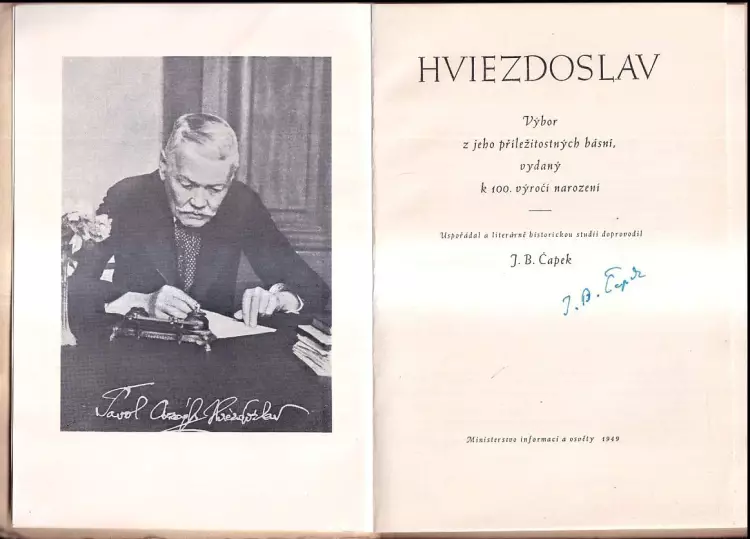 Pavol Országh Hviezdoslav
HVIEZDOSLAV
Výbor
z jeho příležitostných básní,
vydaný
k 100. výročí narození
Uspořádal a literárně historickou studií doprovodil
J. B. Čapek
J. B. Čapek
Ministerstvo informací a osvěty 1949